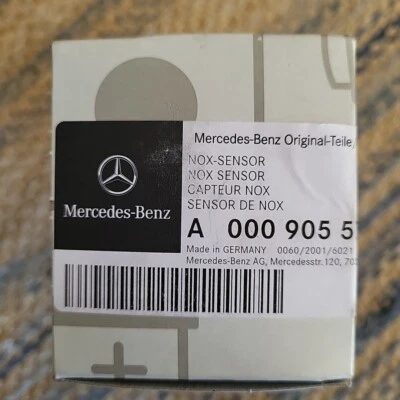 Mercedes-Benz Original-Teile
NOX-SENSOR
NOX SENSOR
CAPTEUR NOX
SENSOR DE NOX
Mercedes-Benz
A 000 905 5
Made in GERMANY 0060/2001/6021
Mercedes-Benz AG, Mercedesstr. 120, 70